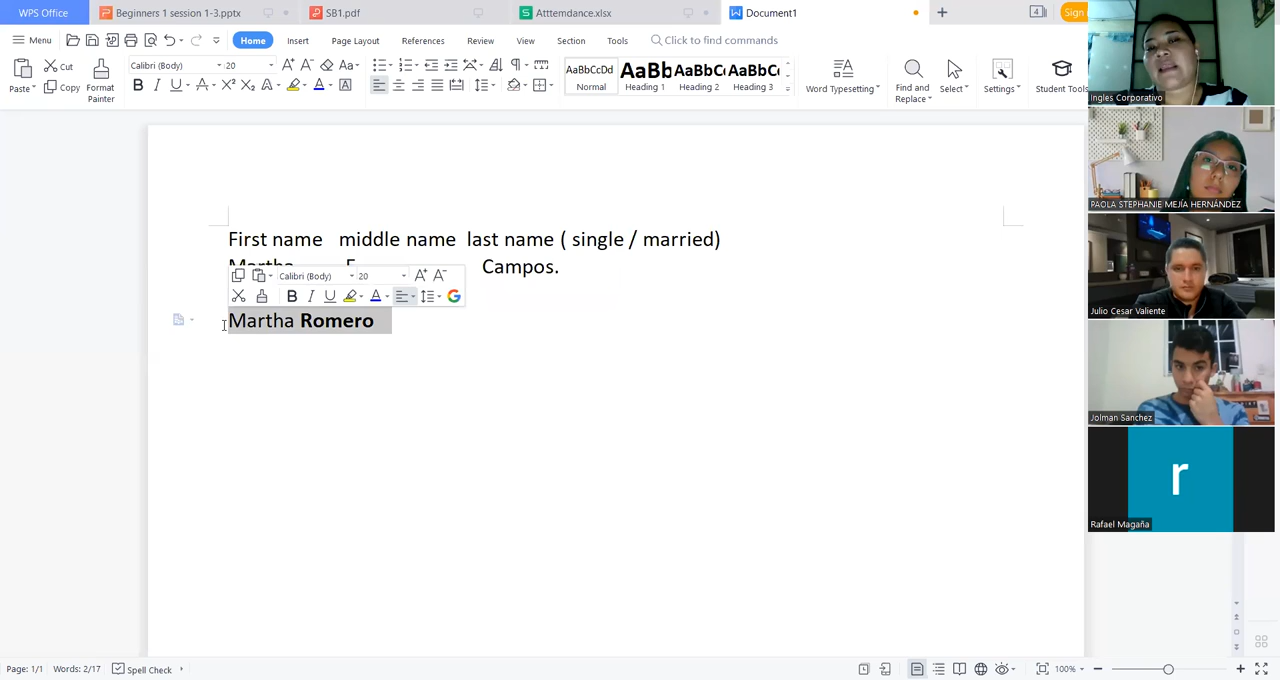 WPS Office
Beginners 1 session 1-3.pptx
SB1.pdf
Atttemdance.xlsx
Document1
4
Sign
Menu
Home
Insert
Page Layout
References
Review
View
Section
Tools
Click to find commands
Paste
Cut
Copy
Format Painter
Calibri (Body)
20
AaBbCcDd
Normal
AaBb
Heading 1
AaBbC
Heading 2
AaBbC
Heading 3
Word Typesetting
Find and Replace
Select
Settings
Student Tools
First name middle name last name ( single / married)
Martha Campos.
Calibri (Body) 20
Martha Romero
Ingles Corporativo
PAOLA STEPHANIE MEJÍA HERNÁNDEZ
Julio Cesar Valiente
Jolman Sanchez
r
Rafael Magaña
Page: 1/1
Words: 2/17
Spell Check
100%